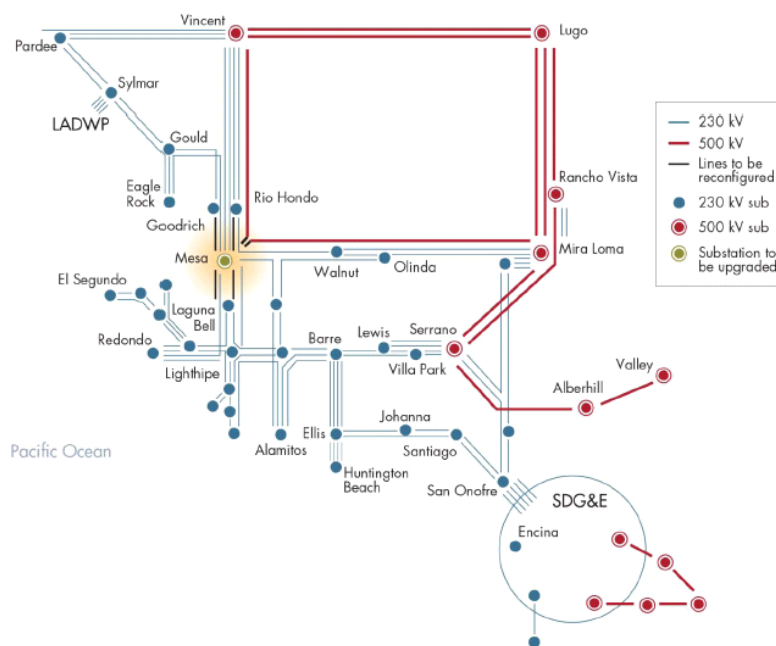 Vincent
Lugo
Pardee
Sylmar
LADWP
Gould
Eagle
Rock
Rio Hondo
Goodrich
Mesa
Walnut
Olinda
Rancho Vista
Mira Loma
230 kV
500 kV
Lines to be
reconfigured
230 kV sub
500 kV sub
Substation to
be upgraded
El Segundo
Laguna
Bell
Redondo
Lighthipe
Barre
Lewis
Serrano
Villa Park
Valley
Alberhill
Pacific Ocean
Alamitos
Ellis
Johanna
Santiago
Huntington
Beach
San Onofre
SDG&E
Encina